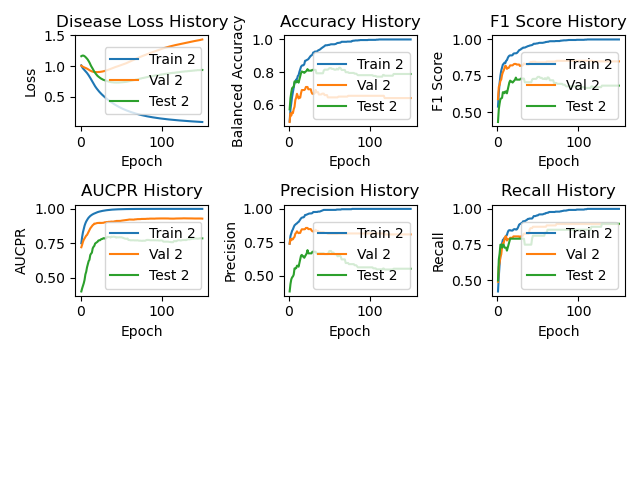 Disease Loss History
Accuracy History
F1 Score History
Loss
1.5
1.0
0.5
Train 2
Val 2
Test 2
0
100
Epoch
Balanced Accuracy
1.0
0.8
0.6
Train 2
Val 2
Test 2
0
100
Epoch
F1 Score
1.00
0.75
0.50
Train 2
Val 2
Test 2
0
100
Epoch
AUCPR History
Precision History
Recall History
AUCPR
1.00
0.75
0.50
Train 2
Val 2
Test 2
0
100
Epoch
Precision
1.00
0.75
0.50
Train 2
Val 2
Test 2
0
100
Epoch
Recall
1.00
0.75
0.50
Train 2
Val 2
Test 2
0
100
Epoch